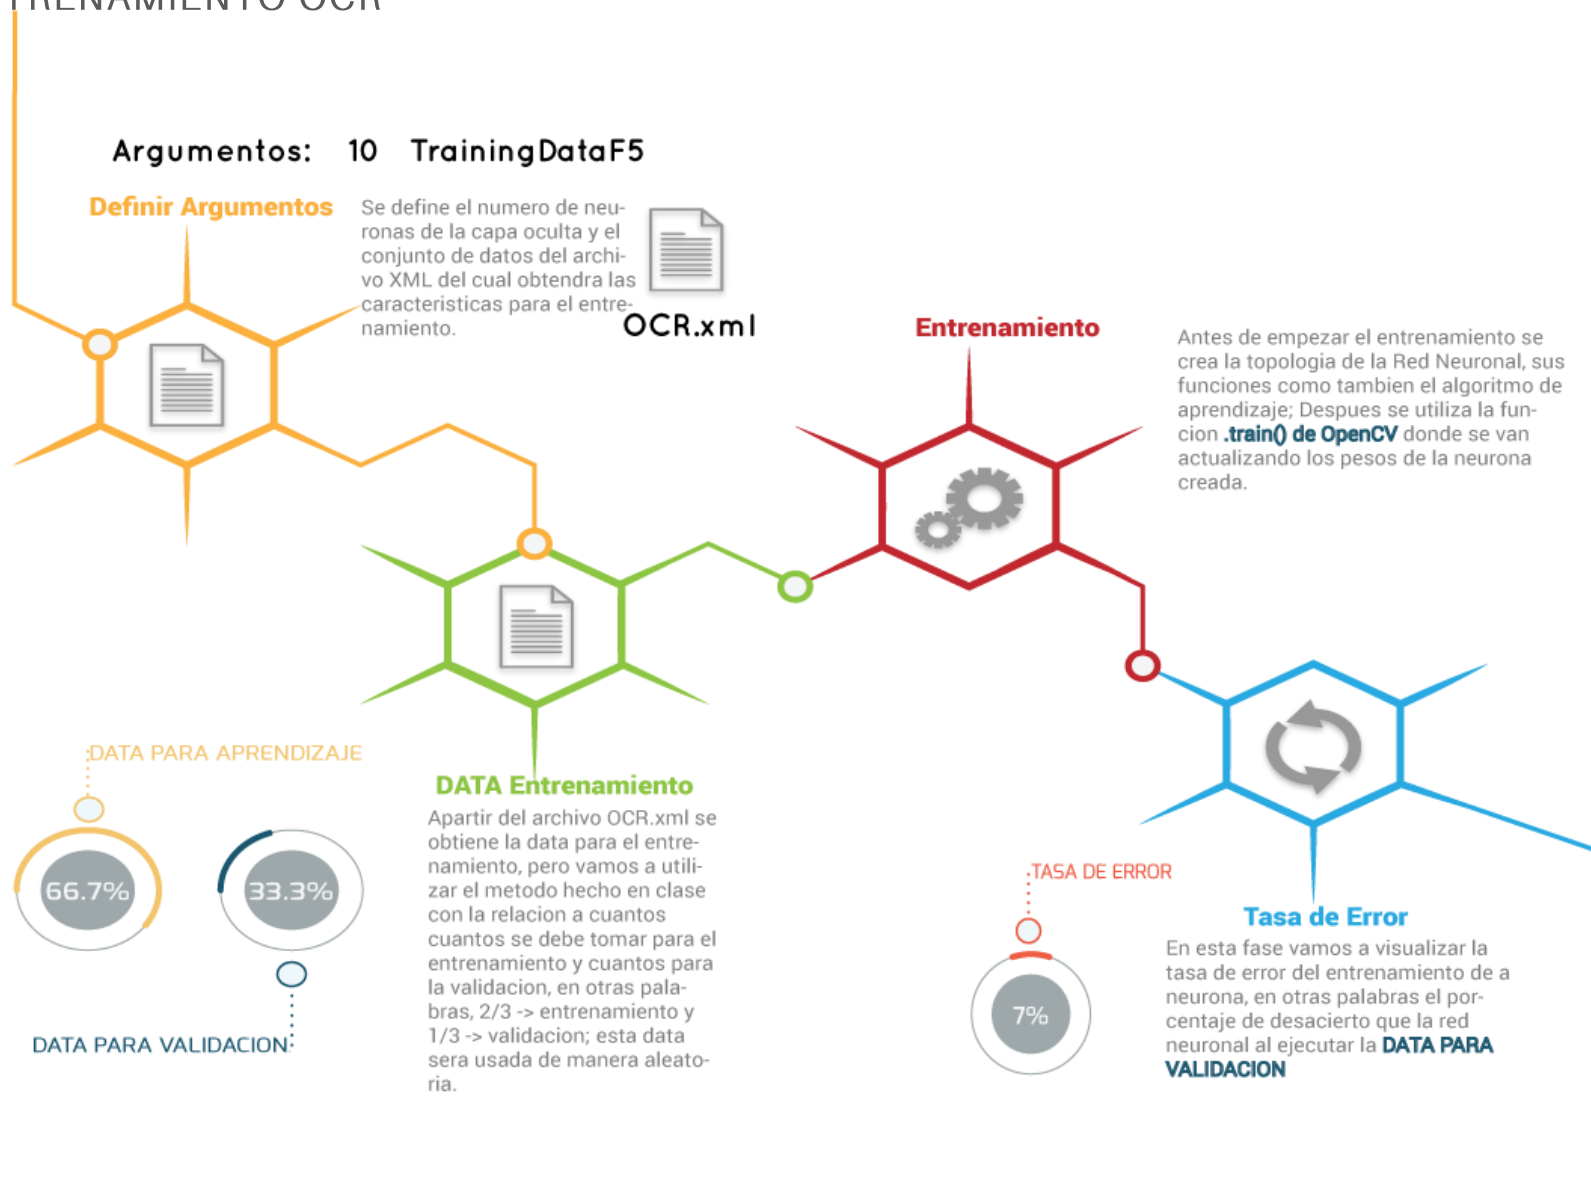 TRENAMIENTO OCR
Argumentos: 10 TrainingDataF5
Definir Argumentos
Se define el numero de neu-
ronas de la capa oculta y el
conjunto de datos del archi-
vo XML del cual obtendra las
caracteristicas para el entre-
namiento.
OCR.xml
Entrenamiento
Antes de empezar el entrenamiento se
crea la topologia de la Red Neuronal, sus
funciones como tambien el algoritmo de
aprendizaje; Despues se utiliza la fun-
cion .train() de OpenCV donde se van
actualizando los pesos de la neurona
creada.
DATA PARA APRENDIZAJE
66.7%
33.3%
DATA PARA VALIDACION
DATA Entrenamiento
Apartir del archivo OCR.xml se
obtiene la data para el entre-
namiento, pero vamos a utili-
zar el metodo hecho en clase
con la relacion a cuantos
cuantos se debe tomar para el
entrenamiento y cuantos para
la validacion, en otras pala-
bras, 2/3 -> entrenamiento y
1/3 -> validacion; esta data
sera usada de manera aleato-
ria.
TASA DE ERROR
7%
Tasa de Error
En esta fase vamos a visualizar la
tasa de error del entrenamiento de a
neurona, en otras palabras el por-
centaje de desacierto que la red
neuronal al ejecutar la DATA PARA
VALIDACION